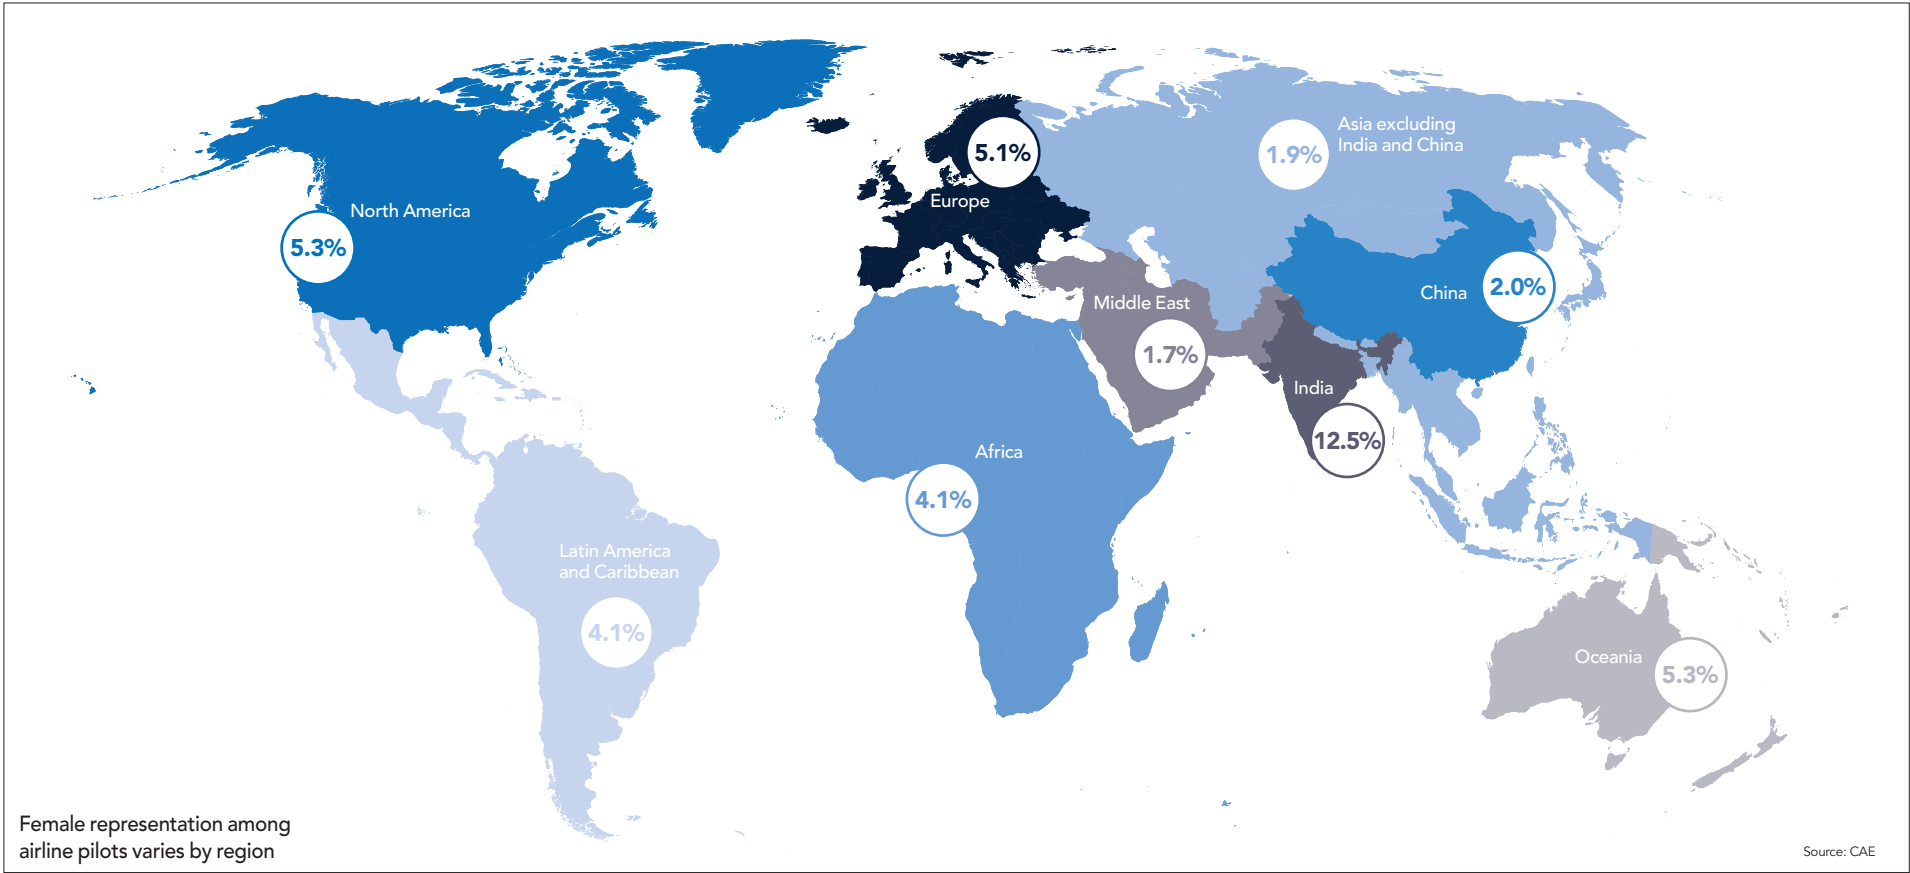 Asia excluding
India and China
1.9%
5.1%
Europe
North America
5.3%
China
2.0%
Middle East
1.7%
India
12.5%
Africa
4.1%
Latin America
and Caribbean
4.1%
Oceania
5.3%
Female representation among
airline pilots varies by region
Source: CAE